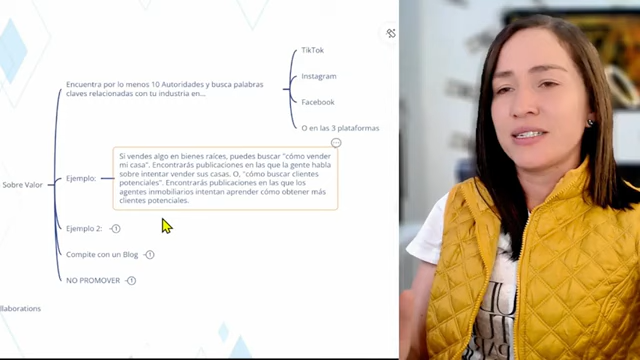 TikTok
Encuentra por lo menos 10 Autoridades y busca palabras
claves relacionadas con tu industria en...
Instagram
Facebook
O en las 3 plataformas
Sobre Valor
Ejemplo:
Si vendes algo en bienes raíces, puedes buscar "cómo vender
mi casa". Encontrarás publicaciones en las que la gente habla
sobre intentar vender sus casas. O, "cómo buscar clientes
potenciales". Encontrarás publicaciones en las que los
agentes inmobiliarios intentan aprender cómo obtener más
clientes potenciales.
Ejemplo 2: 1
Compite con un Blog 1
NO PROMOVER 1